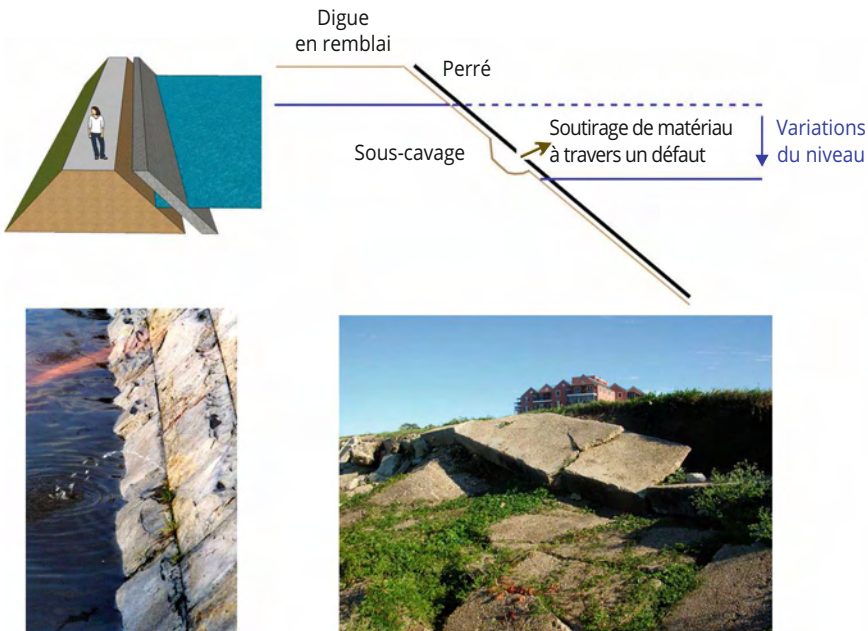 Digue
en remblai
Perré
Sous-cavage
Soutirage de matériau
à travers un défaut
Variations
du niveau